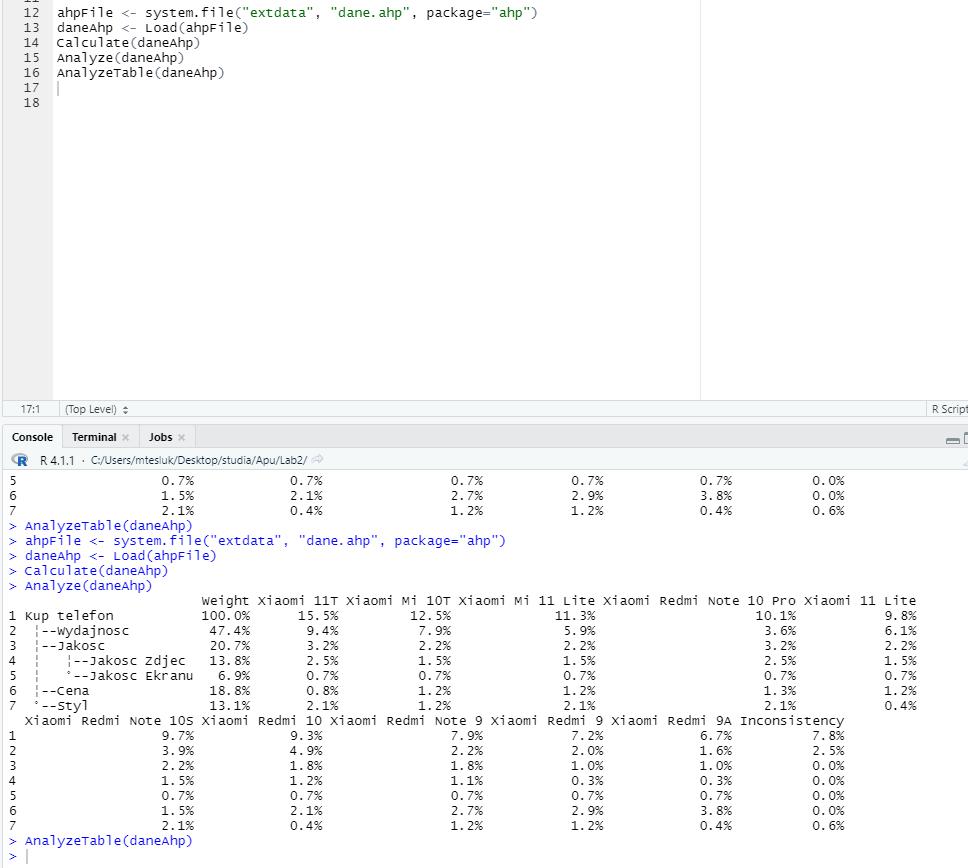 12 ahpFile <- system.file("extdata", "dane.ahp", package="ahp")
13 daneAhp <- Load(ahpFile)
14 Calculate(daneAhp)
15 Analyze(daneAhp)
16 AnalyzeTable(daneAhp)
17
18
17:1 (Top Level) R Script
Console Terminal Jobs
R 4.1.1 · C:/Users/mtesluk/Desktop/studia/Apu/Lab2/
5 0.7% 0.7% 0.7% 0.7% 0.7% 0.0%
6 1.5% 2.1% 2.7% 2.9% 3.8% 0.0%
7 2.1% 0.4% 1.2% 1.2% 0.4% 0.6%
> AnalyzeTable(daneAhp)
> ahpFile <- system.file("extdata", "dane.ahp", package="ahp")
> daneAhp <- Load(ahpFile)
> Calculate(daneAhp)
> Analyze(daneAhp)
Weight Xiaomi 11T Xiaomi Mi 10T Xiaomi Mi 11 Lite Xiaomi Redmi Note 10 Pro Xiaomi 11 Lite
1 Kup telefon 100.0% 15.5% 12.5% 11.3% 10.1% 9.8%
2 ¦--Wydajnosc 47.4% 9.4% 7.9% 5.9% 3.6% 6.1%
3 ¦--Jakosc 20.7% 3.2% 2.2% 2.2% 3.2% 2.2%
4 ¦ ¦--Jakosc Zdjec 13.8% 2.5% 1.5% 1.5% 2.5% 1.5%
5 ¦ °--Jakosc Ekranu 6.9% 0.7% 0.7% 0.7% 0.7% 0.7%
6 ¦--Cena 18.8% 0.8% 1.2% 1.2% 1.3% 1.2%
7 °--Styl 13.1% 2.1% 1.2% 2.1% 2.1% 0.4%
Xiaomi Redmi Note 10S Xiaomi Redmi 10 Xiaomi Redmi Note 9 Xiaomi Redmi 9 Xiaomi Redmi 9A Inconsistency
1 9.7% 9.3% 7.9% 7.2% 6.7% 7.8%
2 3.9% 4.9% 2.2% 2.0% 1.6% 2.5%
3 2.2% 1.8% 1.8% 1.0% 1.0% 0.0%
4 1.5% 1.2% 1.1% 0.3% 0.3% 0.0%
5 0.7% 0.7% 0.7% 0.7% 0.7% 0.0%
6 1.5% 2.1% 2.7% 2.9% 3.8% 0.0%
7 2.1% 0.4% 1.2% 1.2% 0.4% 0.6%
> AnalyzeTable(daneAhp)
>